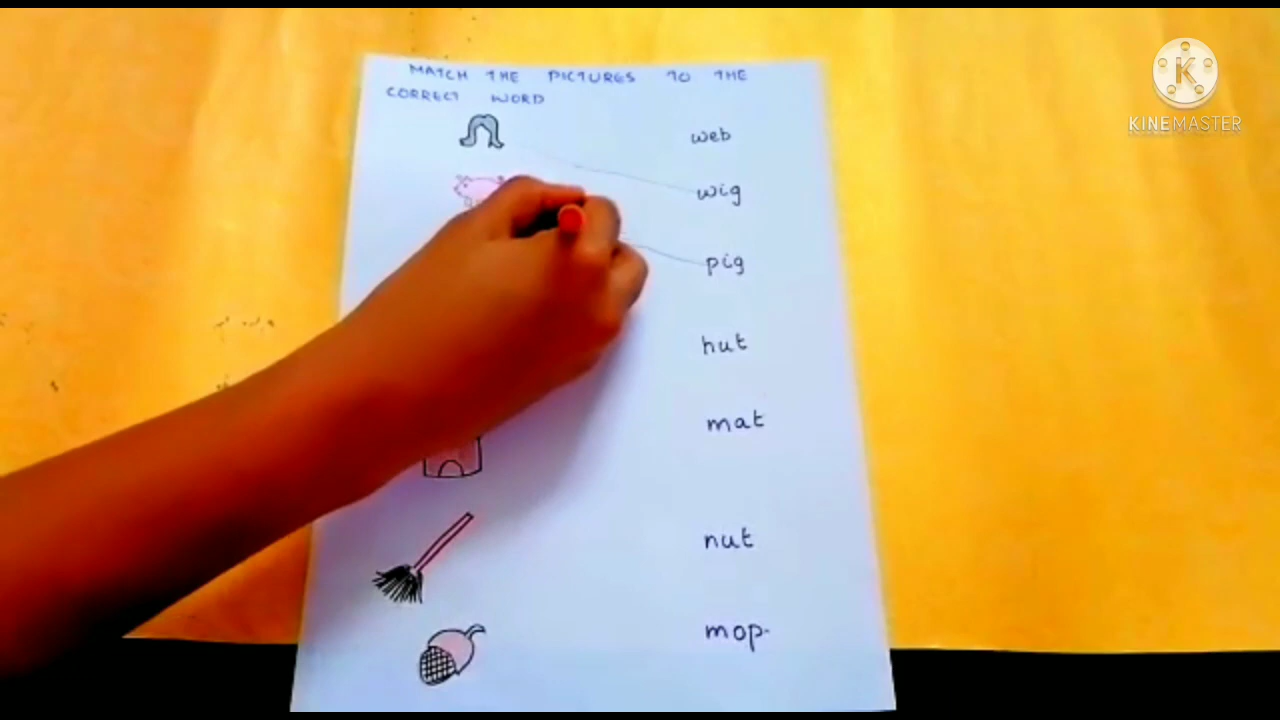 MATCH THE PICTURES TO THE
CORRECT WORD
web
wig
pig
hut
mat
nut
mop.
K
KINEMASTER